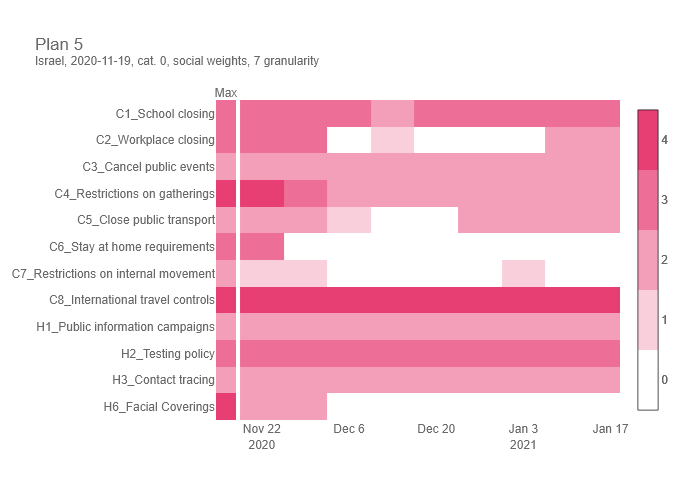 Plan 5
Israel, 2020-11-19, cat. 0, social weights, 7 granularity
Max
C1_School closing
C2_Workplace closing
C3_Cancel public events
C4_Restrictions on gatherings
C5_Close public transport
C6_Stay at home requirements
C7_Restrictions on internal movement
C8_International travel controls
H1_Public information campaigns
H2_Testing policy
H3_Contact tracing
H6_Facial Coverings
Nov 22 Dec 6 Dec 20 Jan 3 Jan 17
2020 2021
4
3
2
1
0